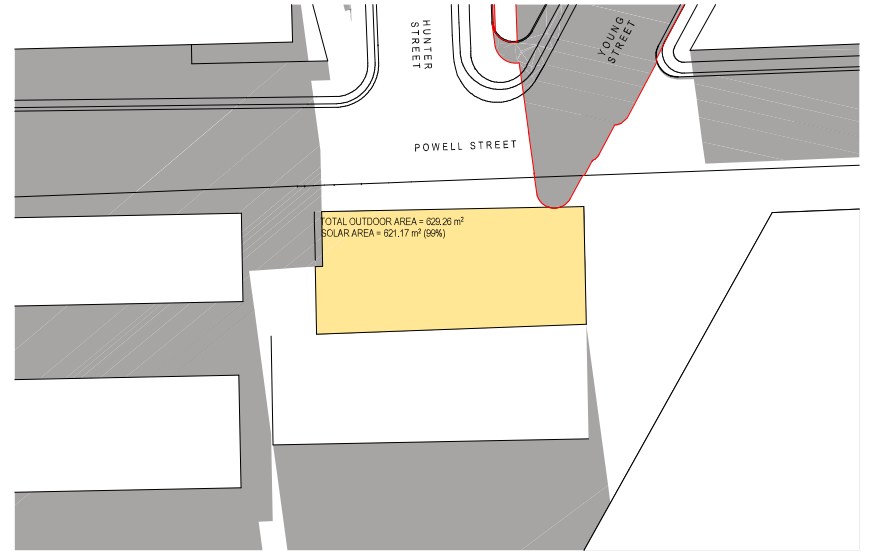 HUNTER
STREET
YOUNG
STREET
POWELL STREET
TOTAL OUTDOOR AREA = 629.26 m²
SOLAR AREA = 621.17 m² (99%)